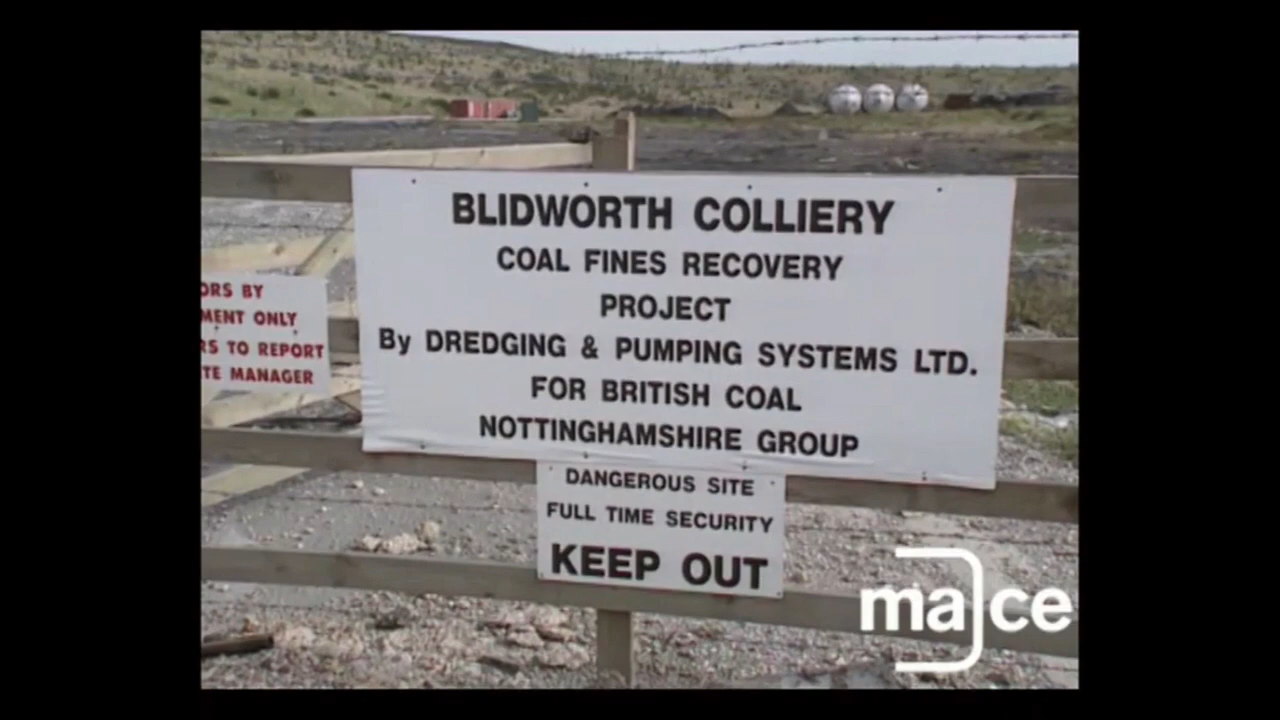 BLIDWORTH COLLIERY
COAL FINES RECOVERY
PROJECT
By DREDGING & PUMPING SYSTEMS LTD.
FOR BRITISH COAL
NOTTINGHAMSHIRE GROUP
ORS BY
MENT ONLY
RS TO REPORT
TE MANAGER
DANGEROUS SITE
FULL TIME SECURITY
KEEP OUT
mace